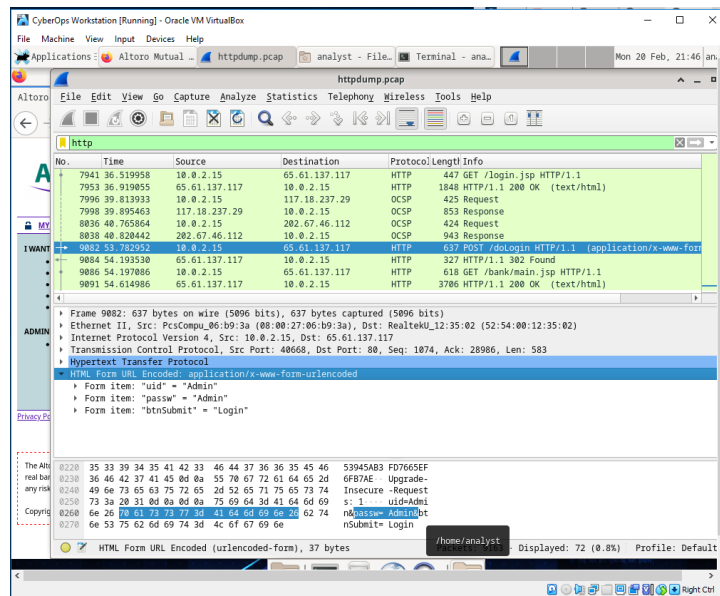 CyberOps Workstation [Running] - Oracle VM VirtualBox
File Machine View Input Devices Help
Applications Altoro Mutual ... httpdump.pcap analyst - File... Terminal - ana... Mon 20 Feb, 21:46 an
httpdump.pcap
Altoro
File Edit View Go Capture Analyze Statistics Telephony Wireless Tools Help
http
No. Time Source Destination Protocol Length Info
7941 36.519958 10.0.2.15 65.61.137.117 HTTP 447 GET /login.jsp HTTP/1.1
7953 36.919055 65.61.137.117 10.0.2.15 HTTP 1848 HTTP/1.1 200 OK (text/html)
7996 39.813933 10.0.2.15 117.18.237.29 OCSP 425 Request
7998 39.895463 117.18.237.29 10.0.2.15 OCSP 853 Response
8036 40.765864 10.0.2.15 202.67.46.112 OCSP 424 Request
8038 40.820442 202.67.46.112 10.0.2.15 OCSP 943 Response
9082 53.782952 10.0.2.15 65.61.137.117 HTTP 637 POST /doLogin HTTP/1.1 (application/x-www-form
9084 54.193530 65.61.137.117 10.0.2.15 HTTP 327 HTTP/1.1 302 Found
9086 54.197086 10.0.2.15 65.61.137.117 HTTP 618 GET /bank/main.jsp HTTP/1.1
9091 54.614986 65.61.137.117 10.0.2.15 HTTP 3706 HTTP/1.1 200 OK (text/html)
A
MY
I WANT
ADMIN
Privacy Po
Frame 9082: 637 bytes on wire (5096 bits), 637 bytes captured (5096 bits)
Ethernet II, Src: PcsCompu_06:b9:3a (08:00:27:06:b9:3a), Dst: RealtekU_12:35:02 (52:54:00:12:35:02)
Internet Protocol Version 4, Src: 10.0.2.15, Dst: 65.61.137.117
Transmission Control Protocol, Src Port: 40668, Dst Port: 80, Seq: 1074, Ack: 28986, Len: 583
Hypertext Transfer Protocol
HTML Form URL Encoded: application/x-www-form-urlencoded
Form item: "uid" = "Admin"
Form item: "passw" = "Admin"
Form item: "btnSubmit" = "Login"
The Alto
real ban
any risk
Copyrig
0220 35 33 39 34 35 41 42 33 46 44 37 36 36 35 45 46 53945AB3 FD7665EF
0230 36 46 42 37 41 45 0d 0a 55 70 67 72 61 64 65 2d 6FB7AE·· Upgrade-
0240 49 6e 73 65 63 75 72 65 2d 52 65 71 75 65 73 74 Insecure -Request
0250 73 3a 20 31 0d 0a 0d 0a 75 69 64 3d 41 64 6d 69 s: 1···· uid=Admi
0260 6e 26 70 61 73 73 77 3d 41 64 6d 69 6e 26 62 74 n&passw= Admin&bt
0270 6e 53 75 62 6d 69 74 3d 4c 6f 67 69 6e nSubmit= Login
/home/analyst
HTML Form URL Encoded (urlencoded-form), 37 bytes Displayed: 72 (0.8%) Profile: Default
Right Ctrl